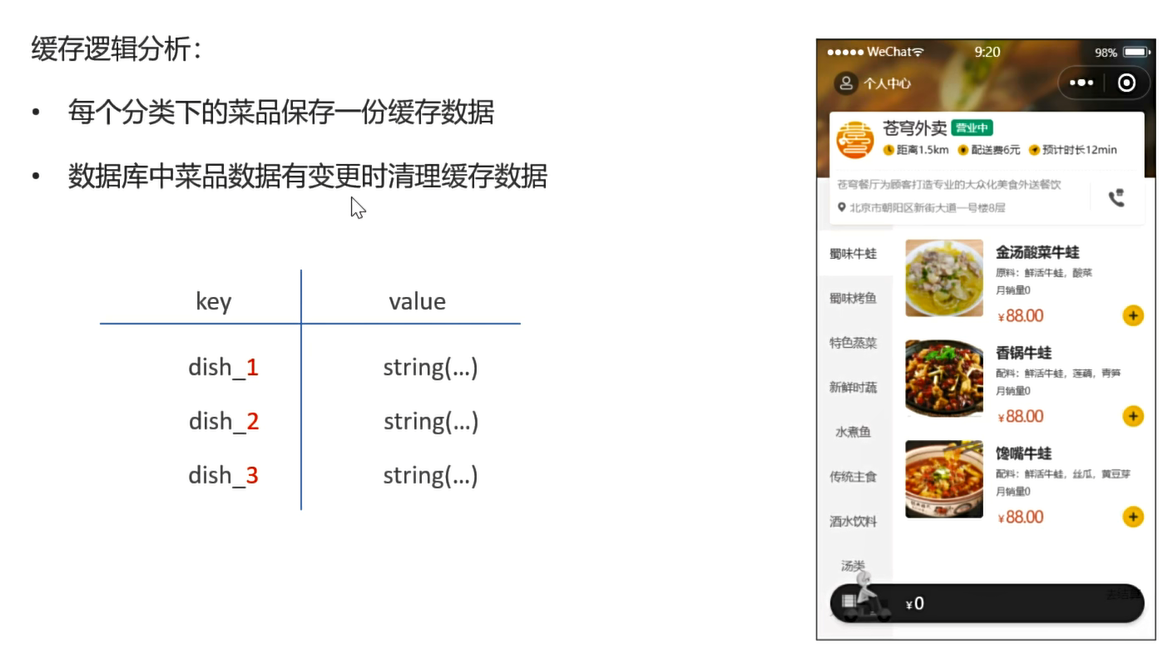 缓存逻辑分析：
• 每个分类下的菜品保存一份缓存数据
• 数据库中菜品数据有变更时清理缓存数据
key value
dish_1 string(...)
dish_2 string(...)
dish_3 string(...)
WeChat 9:20 98%
个人中心
苍穹外卖 营业中
距离1.5km 配送费6元 预计时长12min
苍穹餐厅为顾客打造专业的大众化美食外送餐饮
北京市朝阳区新街大道一号楼8层
蜀味牛蛙
蜀味烤鱼
特色蒸菜
新鲜时蔬
水煮鱼
传统主食
酒水饮料
汤类
金汤酸菜牛蛙
原料：鲜活牛蛙，酸菜
月销量0
¥88.00
香锅牛蛙
配料：鲜活牛蛙，莲藕，青笋
月销量0
¥88.00
馋嘴牛蛙
配料：鲜活牛蛙，丝瓜，黄豆芽
月销量0
¥88.00
¥0
去结算